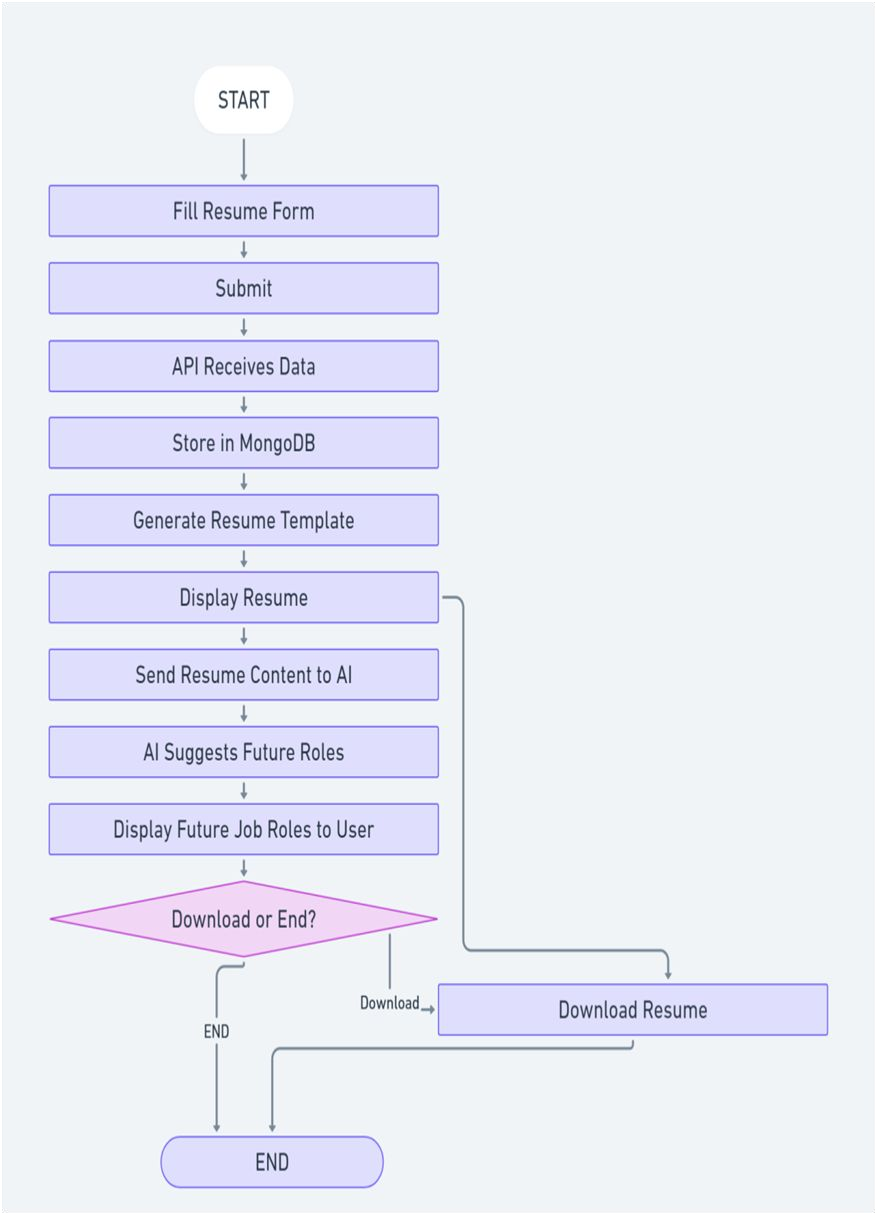 START
Fill Resume Form
Submit
API Receives Data
Store in MongoDB
Generate Resume Template
Display Resume
Send Resume Content to AI
AI Suggests Future Roles
Display Future Job Roles to User
Download or End?
Download
Download Resume
END
END